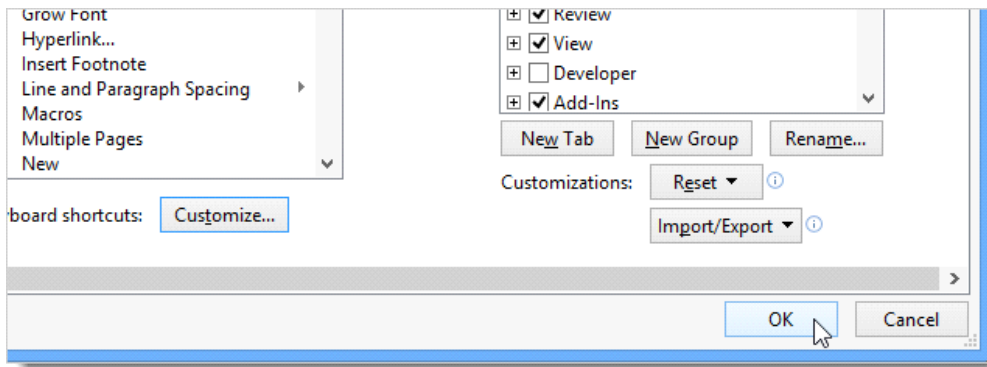 Grow Font
Hyperlink...
Insert Footnote
Line and Paragraph Spacing
Macros
Multiple Pages
New
Review
View
Developer
Add-Ins
New Tab New Group Rename...
Customizations: Reset
Import/Export
board shortcuts: Customize...
OK Cancel